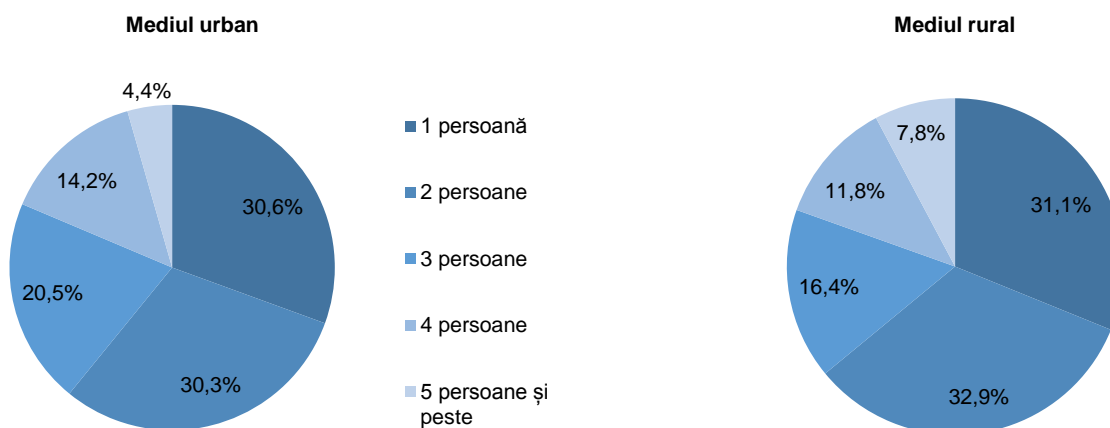 Mediul urban
4,4%
14,2%
30,6%
20,5%
30,3%
1 persoană
2 persoane
3 persoane
4 persoane
5 persoane și
peste
Mediul rural
7,8%
11,8%
31,1%
16,4%
32,9%